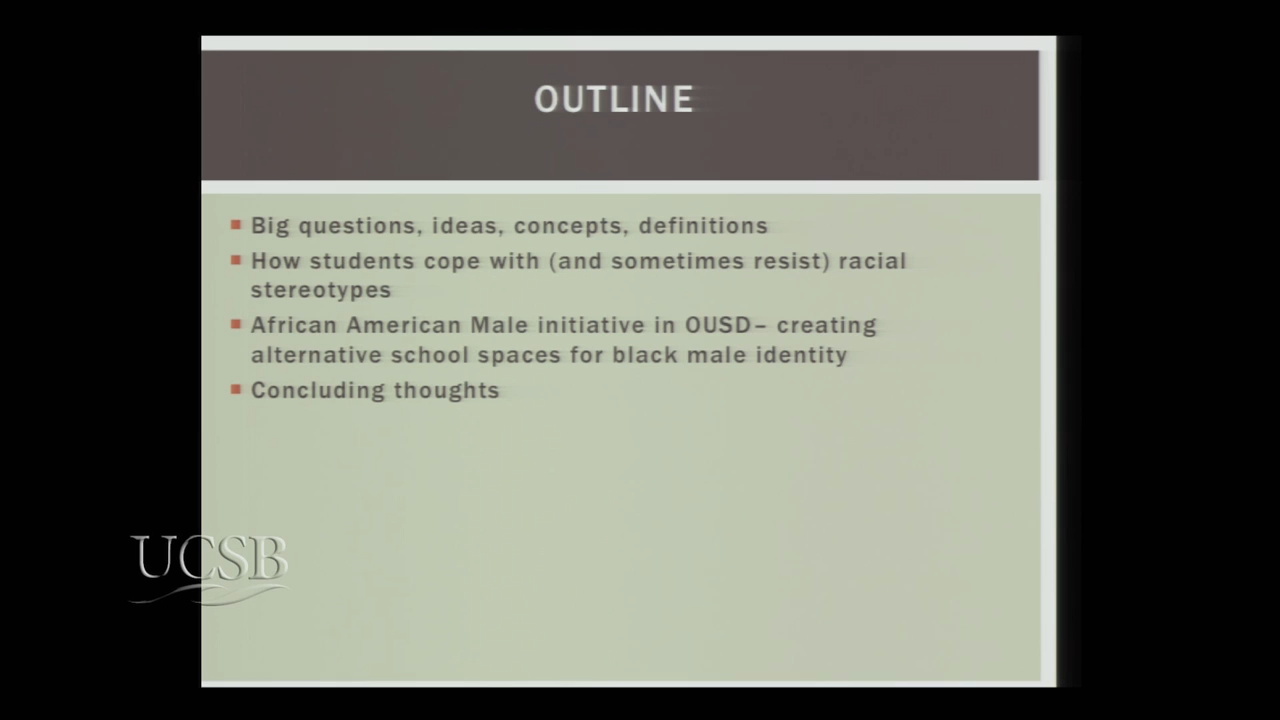 OUTLINE
Big questions, ideas, concepts, definitions
How students cope with (and sometimes resist) racial
stereotypes
African American Male initiative in OUSD– creating
alternative school spaces for black male identity
Concluding thoughts
UCSB